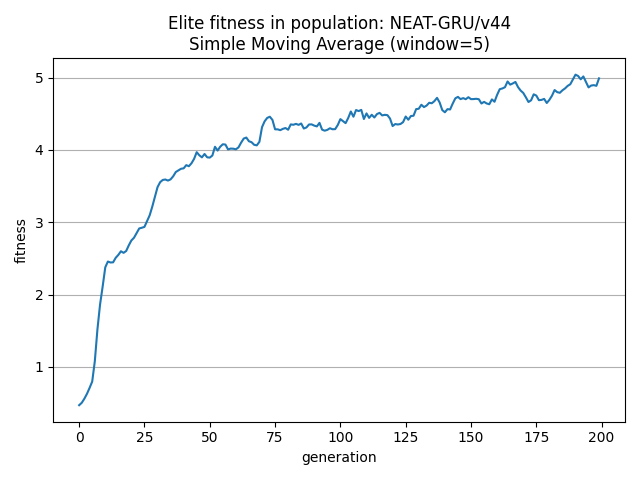 Elite fitness in population: NEAT-GRU/v44
Simple Moving Average (window=5)
fitness
5
4
3
2
1
0 25 50 75 100 125 150 175 200
generation